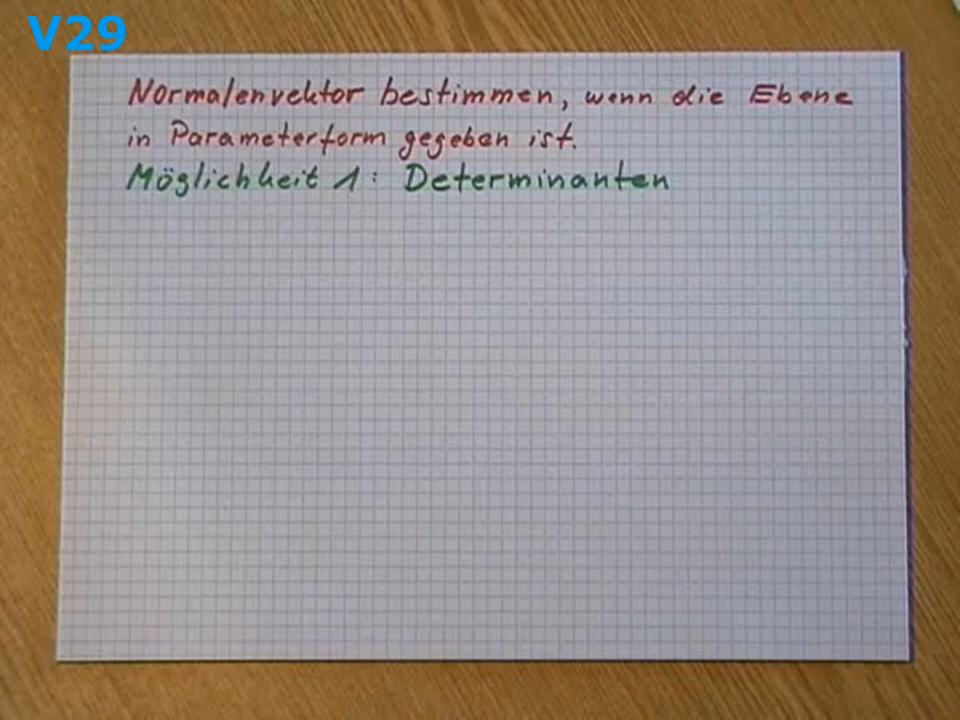 V29
Normalenvektor bestimmen, wenn die Ebene
in Parameterform gegeben ist.
Möglichkeit 1: Determinanten